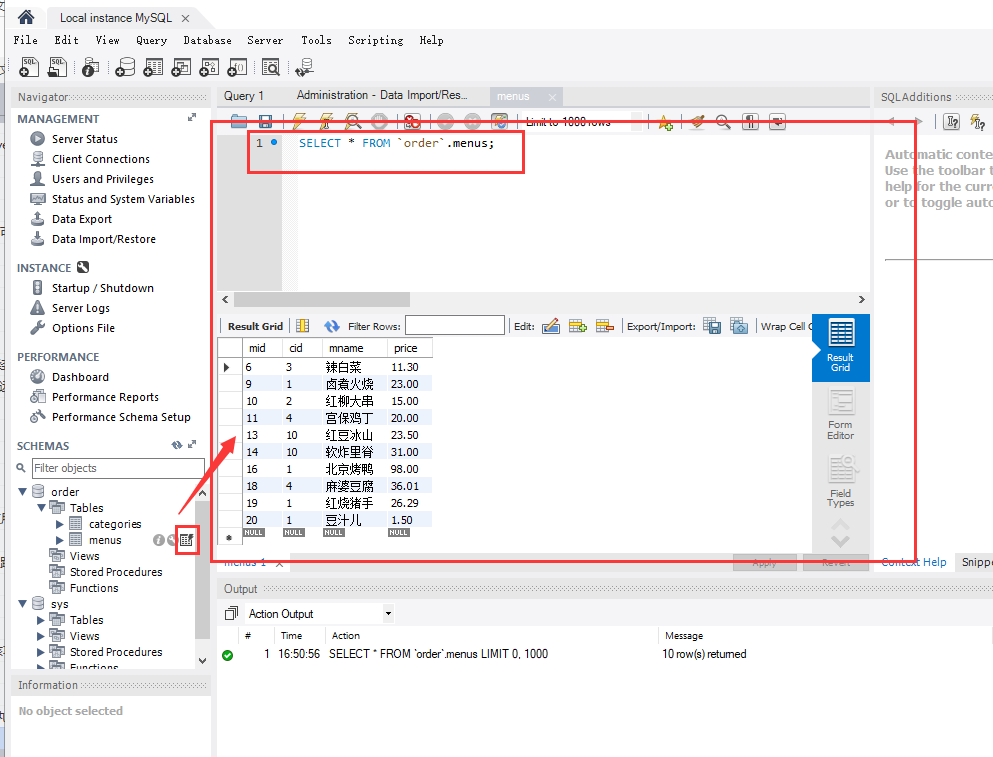 Local instance MySQL
File Edit View Query Database Server Tools Scripting Help
Navigator
MANAGEMENT
Server Status
Client Connections
Users and Privileges
Status and System Variables
Data Export
Data Import/Restore
INSTANCE
Startup / Shutdown
Server Logs
Options File
PERFORMANCE
Dashboard
Performance Reports
Performance Schema Setup
SCHEMAS
Filter objects
order
Tables
categories
menus
Views
Stored Procedures
Functions
sys
Tables
Views
Stored Procedures
Functions
Information
No object selected
Query 1 Administration - Data Import/Res... menus
Limit to 1000 rows
1 SELECT * FROM `order`.menus;
Result Grid Filter Rows: Edit: Export/Import: Wrap Cell
mid cid mname price
6 3 辣白菜 11.30
9 1 卤煮火烧 23.00
10 2 红柳大串 15.00
11 4 宫保鸡丁 20.00
13 10 红豆冰山 23.50
14 10 软炸里脊 31.00
16 1 北京烤鸭 98.00
18 4 麻婆豆腐 36.01
19 1 红烧猪手 26.29
20 1 豆汁儿 1.50
NULL NULL NULL NULL
Result
Grid
Form
Editor
Field
Types
menus 1 Apply Revert
SQLAdditions
Automatic conte
Use the toolbar t
help for the curr
or to toggle auto
Context Help Snippe
Output
Action Output
# Time Action Message
1 16:50:56 SELECT * FROM `order`.menus LIMIT 0, 1000 10 row(s) returned